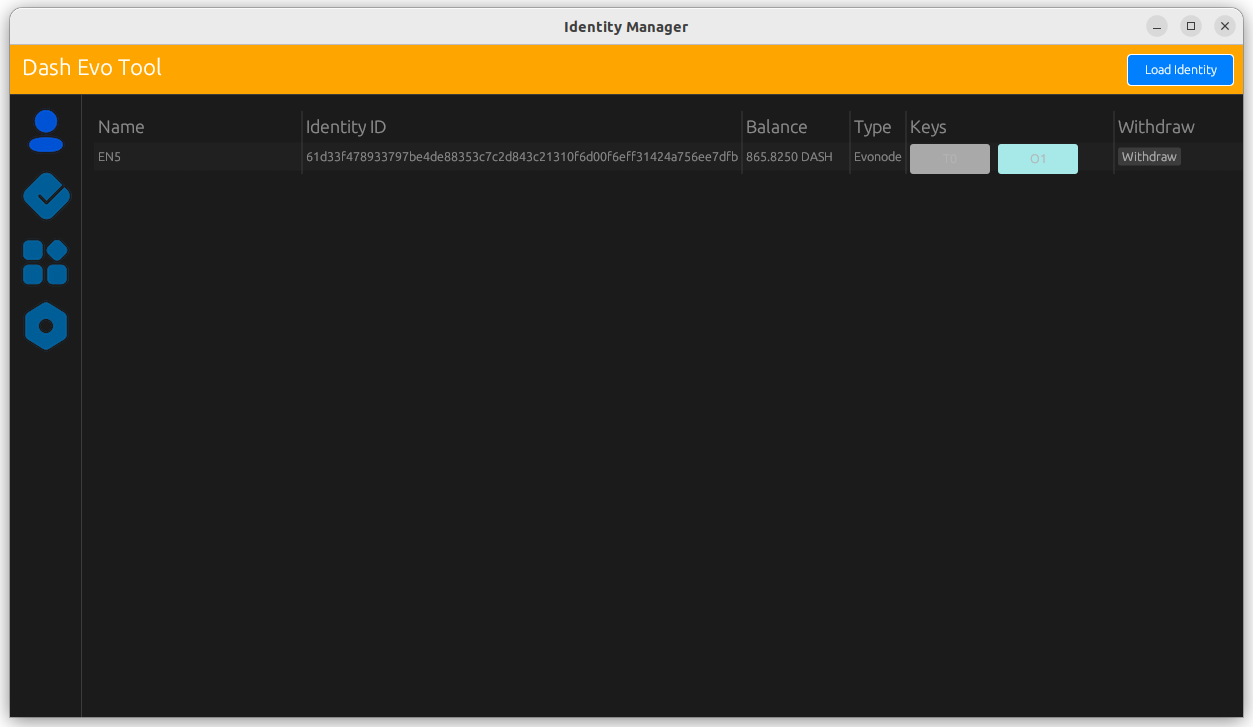 Identity Manager
Dash Evo Tool
Load Identity
Name Identity ID Balance Type Keys Withdraw
EN5 61d33f478933797be4de88353c7c2d843c21310f6d00f6eff31424a756ee7dfb 865.8250 DASH Evonode T0 O1 Withdraw